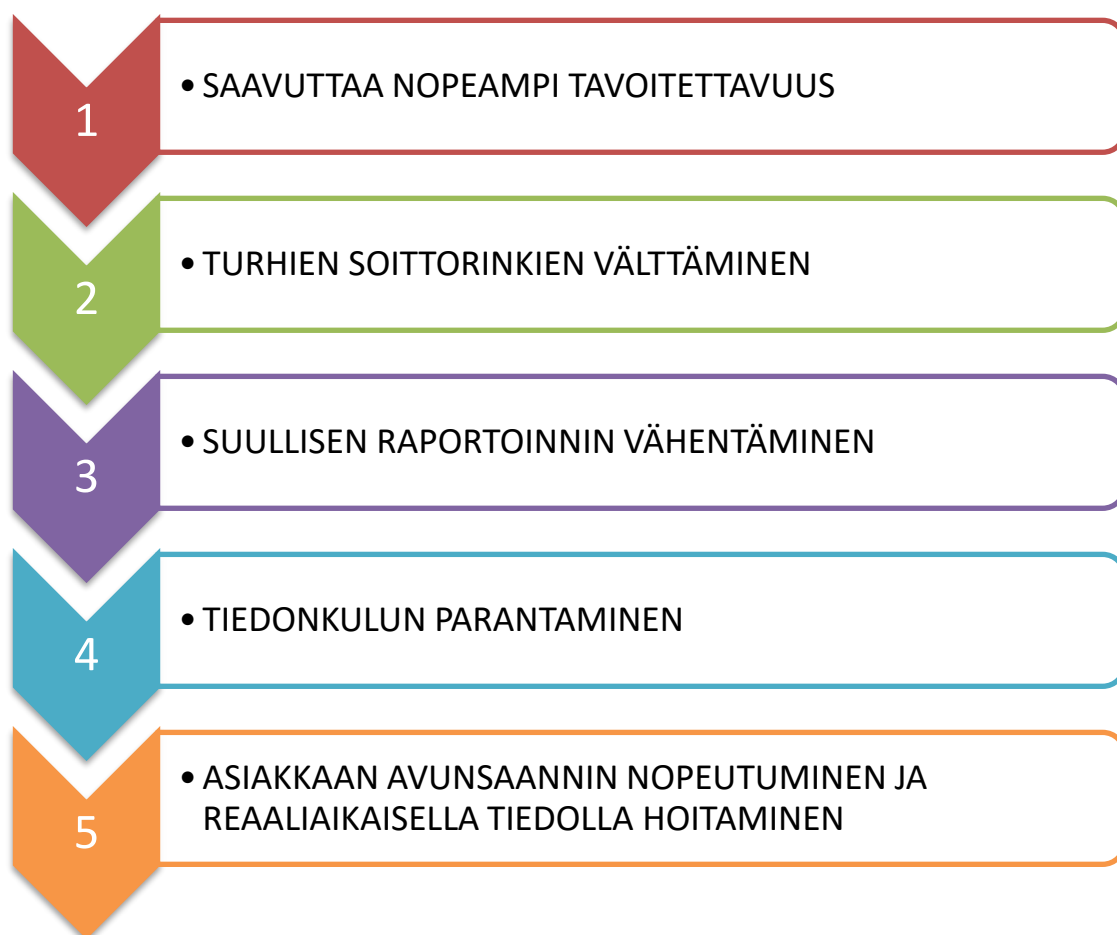 1
• SAAVUTTAA NOPEAMPI TAVOITETTAVUUS
2
• TURHIEN SOITTORINKIEN VÄLTTÄMINEN
3
• SUULLISEN RAPORTOINNIN VÄHENTÄMINEN
4
• TIEDONKULUN PARANTAMINEN
5
• ASIAKKAAN AVUNSAANNIN NOPEUTUMINEN JA
REAALIAIKAISELLA TIEDOLLA HOITAMINEN